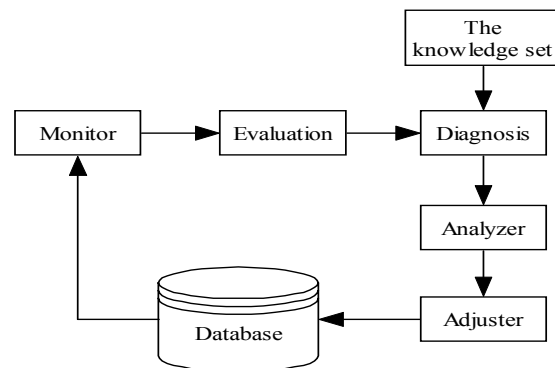 The
knowledge set
Monitor
Evaluation
Diagnosis
Analyzer
Database
Adjuster